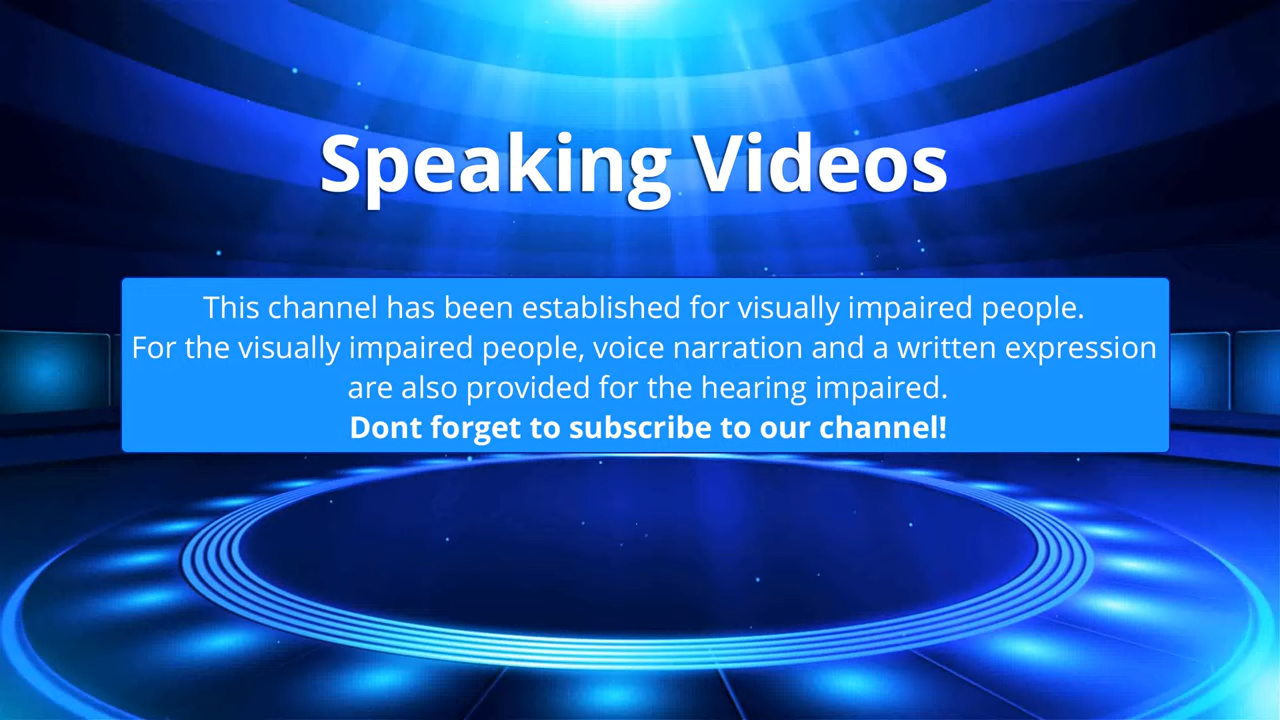 Speaking Videos
This channel has been established for visually impaired people.
For the visually impaired people, voice narration and a written expression
are also provided for the hearing impaired.
Dont forget to subscribe to our channel!